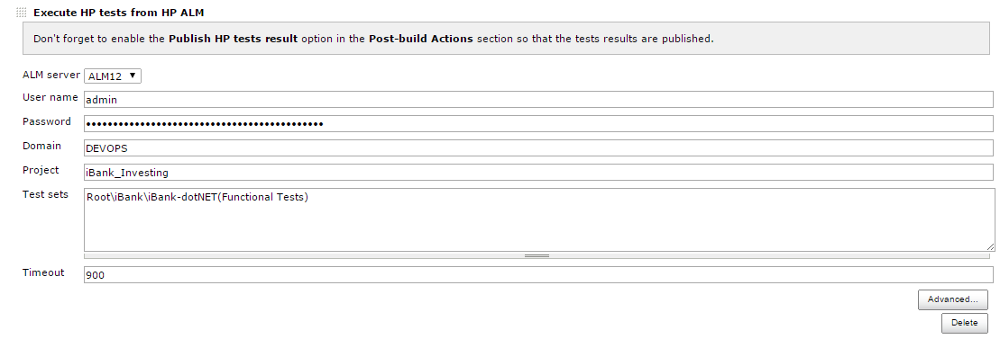 Execute HP tests from HP ALM
Don't forget to enable the Publish HP tests result option in the Post-build Actions section so that the tests results are published.
ALM server ALM12
User name admin
Password ••••••••••••••••••••••••••••••••••••••••••••
Domain DEVOPS
Project iBank_Investing
Test sets Root\iBank\iBank-dotNET(Functional Tests)
Timeout 900
Advanced...
Delete